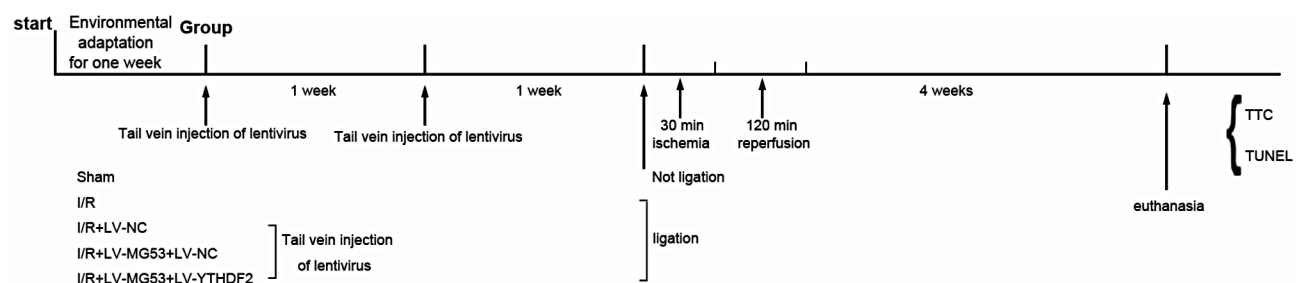 start
Environmental
adaptation
for one week
Group
1 week
1 week
4 weeks
Tail vein injection of lentivirus
Tail vein injection of lentivirus
30 min
ischemia
120 min
reperfusion
TTC
TUNEL
Sham
Not ligation
I/R
I/R+LV-NC
I/R+LV-MG53+LV-NC
I/R+LV-MG53+LV-YTHDF2
Tail vein injection
of lentivirus
ligation
euthanasia